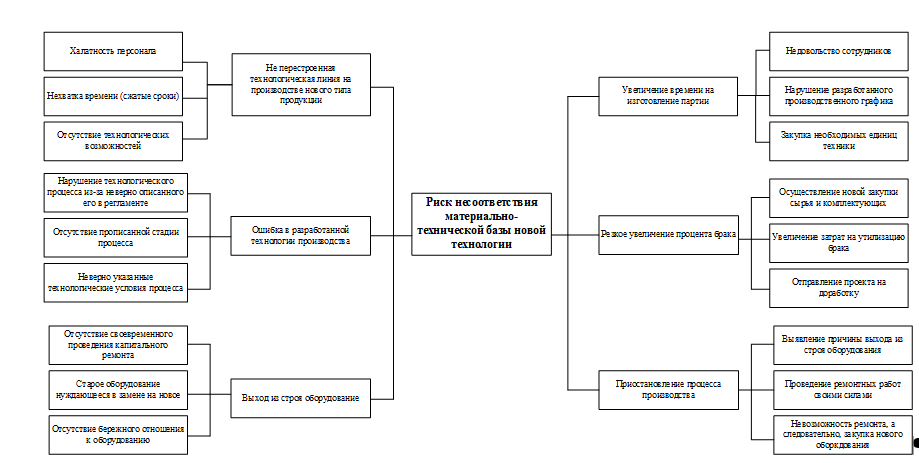 Халатность персонала
Нехватка времени (сжатые сроки)
Отсутствие технологических
возможностей
Не перестроенная
технологическая линия на
производстве нового типа
продукции
Нарушение технологического
процесса из-за неверно описанного
его в регламенте
Отсутствие прописанной стадии
процесса
Неверно указанные
технологические условия процесса
Ошибка в разработанной
технологии производства
Отсутствие своевременного
проведения капитального
ремонта
Старое оборудование
нуждающееся в замене на новое
Отсутствие бережного отношения
к оборудованию
Выход из строя оборудование
Риск несоответствия
материально-
технической базы новой
технологии
Увеличение времени на
изготовление партии
Недовольство сотрудников
Нарушение разработанного
производственного графика
Закупка необходимых единиц
техники
Резкое увеличение процента брака
Осуществление новой закупки
сырья и комплектующих
Увеличение затрат на утилизацию
брака
Отправление проекта на
доработку
Приостановление процесса
производства
Выявление причины выхода из
строя оборудования
Проведение ремонтных работ
своими силами
Невозможность ремонта, а
следовательно, закупка нового
оборкдования